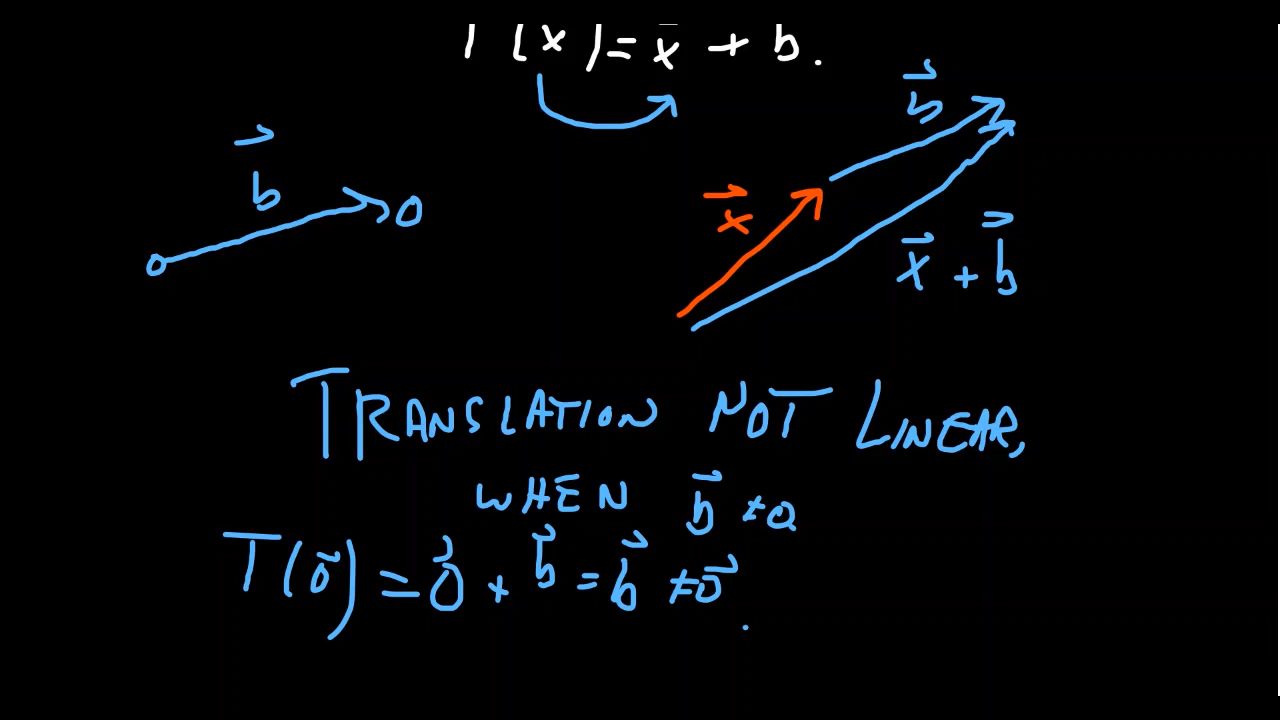 T(x) = x̄ + b.
b⃗
b⃗
x⃗
x⃗ + b⃗
TRANSLATION NOT LINEAR,
WHEN b⃗ ≠ 0
T(0⃗) = 0⃗ + b⃗ = b⃗ ≠ 0⃗.